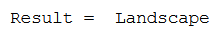 Result =  Landscape